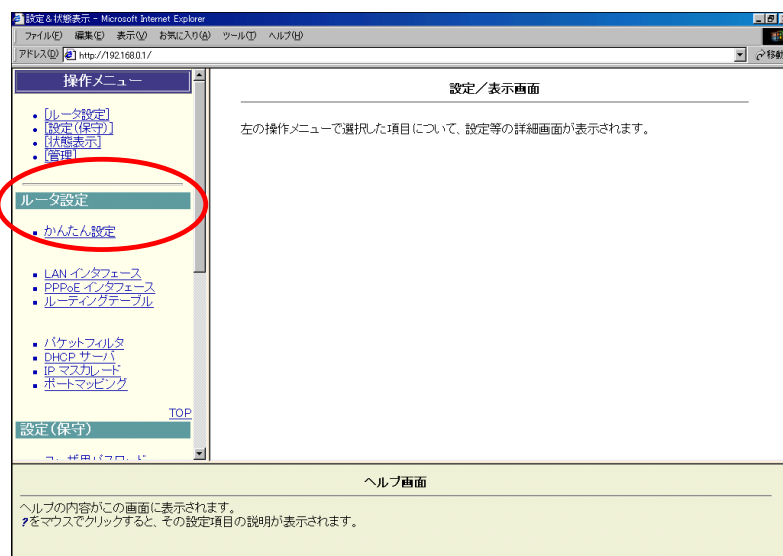 設定＆状態表示 - Microsoft Internet Explorer
ファイル(F) 編集(E) 表示(V) お気に入り(A) ツール(T) ヘルプ(H)
アドレス(D) http://192.168.0.1/ 移動
操作メニュー
[ルータ設定]
[設定(保守)]
[状態表示]
[管理]
ルータ設定
かんたん設定
LAN インタフェース
PPPoE インタフェース
ルーティングテーブル
パケットフィルタ
DHCP サーバ
IP マスカレード
ポートマッピング
TOP
設定(保守)
設定／表示画面
左の操作メニューで選択した項目について、設定等の詳細画面が表示されます。
ヘルプ画面
ヘルプの内容がこの画面に表示されます。
?をマウスでクリックすると、その設定項目の説明が表示されます。